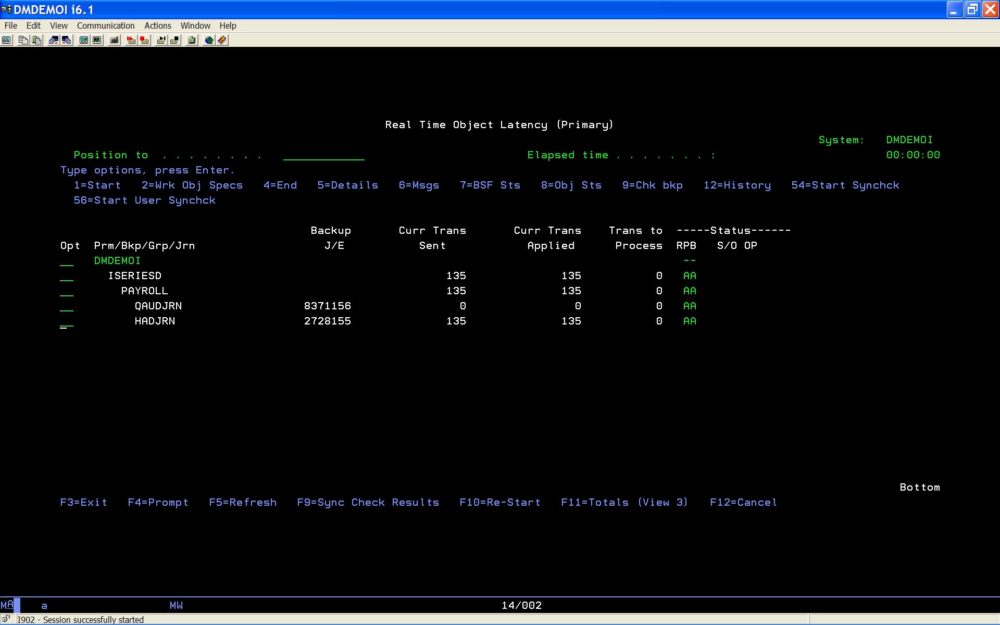 DMDEMOI i6.1
File Edit View Communication Actions Window Help
Real Time Object Latency (Primary)
System: DMDEMOI
Position to . . . . . . . . Elapsed time . . . . . . . : 00:00:00
Type options, press Enter.
1=Start 2=Wrk Obj Specs 4=End 5=Details 6=Msgs 7=BSF Sts 8=Obj Sts 9=Chk bkp 12=History 54=Start Synchck
56=Start User Synchck
Backup Curr Trans Curr Trans Trans to -----Status------
Opt Prm/Bkp/Grp/Jrn J/E Sent Applied Process RPB S/O OP
DMDEMOI --
ISERIESD 135 135 0 AA
PAYROLL 135 135 0 AA
QAUDJRN 8371156 0 0 0 AA
HADJRN 2728155 135 135 0 AA
Bottom
F3=Exit F4=Prompt F5=Refresh F9=Sync Check Results F10=Re-Start F11=Totals (View 3) F12=Cancel
MA a MW 14/002
I902 - Session successfully started